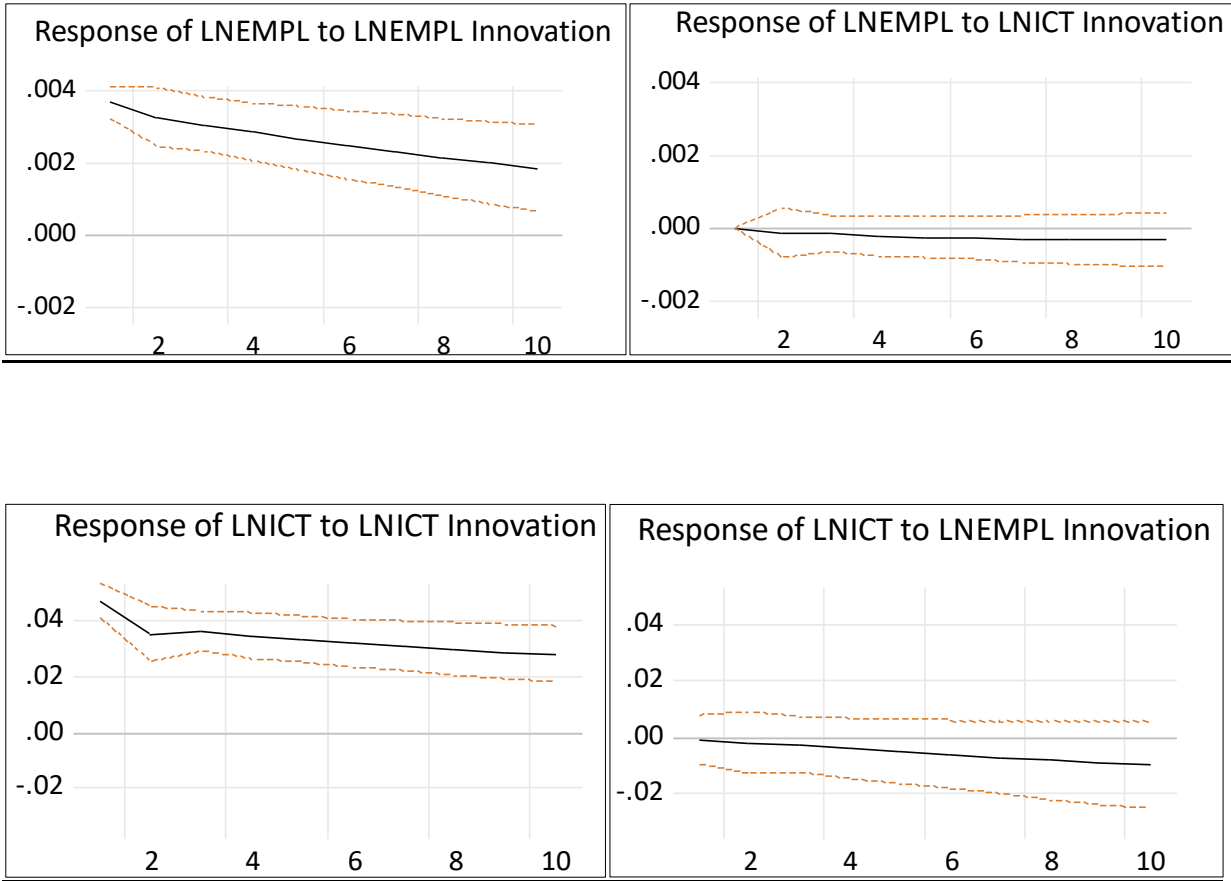 Response of LNEMPL to LNEMPL Innovation
.004
.002
.000
-.002
2 4 6 8 10
Response of LNEMPL to LNICT Innovation
.004
.002
.000
-.002
2 4 6 8 10
Response of LNICT to LNICT Innovation
.04
.02
.00
-.02
2 4 6 8 10
Response of LNICT to LNEMPL Innovation
.04
.02
.00
-.02
2 4 6 8 10